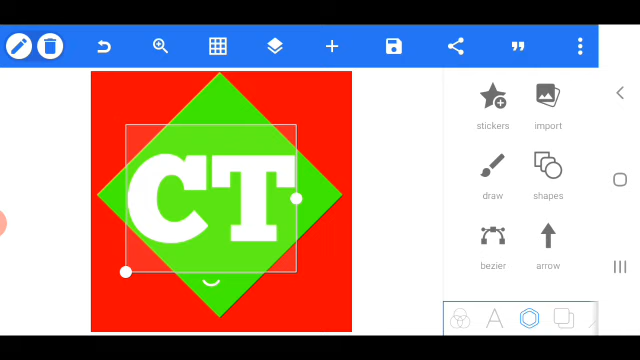 CT
stickers
import
draw
shapes
bezier
arrow